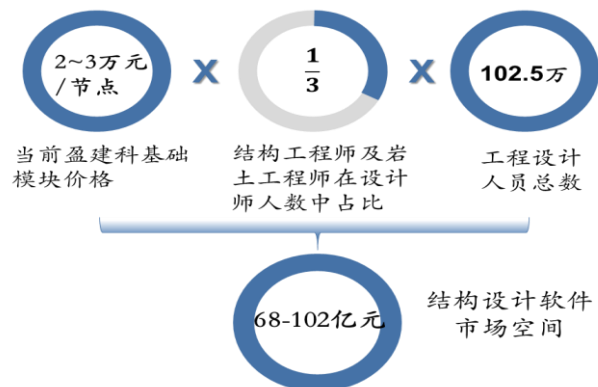 2~3万元
/节点
X
1
3
X
102.5万
当前盈建科基础
模块价格
结构工程师及岩
土工程师在设计
师人数中占比
工程设计
人员总数
68-102亿元
结构设计软件
市场空间